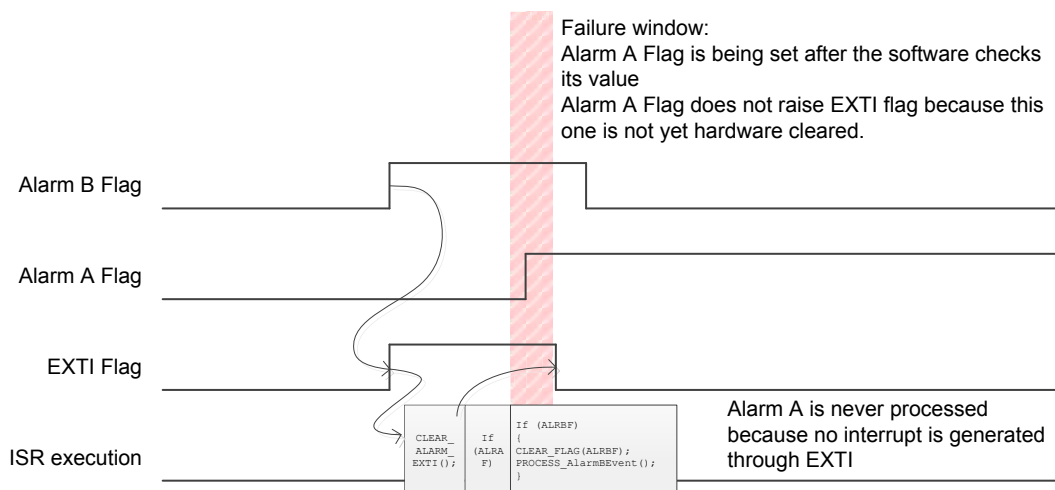 Failure window:
Alarm A Flag is being set after the software checks
its value
Alarm A Flag does not raise EXTI flag because this
one is not yet hardware cleared.
Alarm B Flag
Alarm A Flag
EXTI Flag
ISR execution
CLEAR_
ALARM_
EXTI();
If
(ALRA
F)
If (ALRBF)
{
CLEAR_FLAG(ALRBF);
PROCESS_AlarmBEvent();
}
Alarm A is never processed
because no interrupt is generated
through EXTI